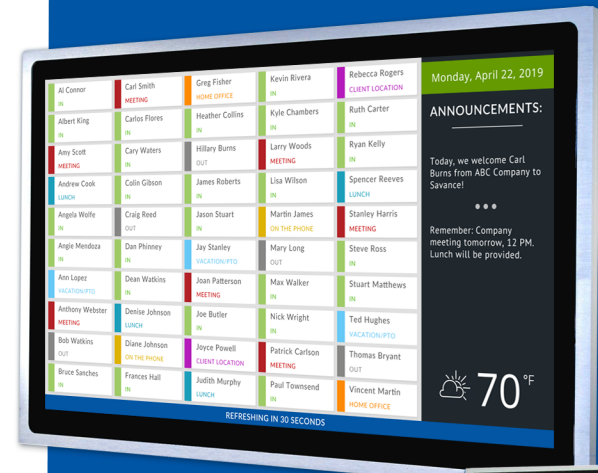 Al Connor
IN
Albert King
IN
Amy Scott
MEETING
Andrew Cook
LUNCH
Angela Wolfe
IN
Angie Mendoza
IN
Ann Lopez
VACATION/PTO
Anthony Webster
MEETING
Bob Watkins
OUT
Bruce Sanches
IN
Carl Smith
MEETING
Carlos Flores
IN
Cary Waters
IN
Colin Gibson
IN
Craig Reed
OUT
Dan Phinney
IN
Dean Watkins
IN
Denise Johnson
LUNCH
Diane Johnson
ON THE PHONE
Frances Hall
IN
Greg Fisher
HOME OFFICE
Heather Collins
IN
Hillary Burns
OUT
James Roberts
IN
Jason Stuart
IN
Jay Stanley
VACATION/PTO
Joan Patterson
MEETING
Joe Butler
IN
Joyce Powell
CLIENT LOCATION
Judith Murphy
LUNCH
Kevin Rivera
IN
Kyle Chambers
IN
Larry Woods
MEETING
Lisa Wilson
IN
Martin James
ON THE PHONE
Mary Long
OUT
Max Walker
IN
Nick Wright
IN
Patrick Carlson
MEETING
Paul Townsend
IN
Rebecca Rogers
CLIENT LOCATION
Ruth Carter
IN
Ryan Kelly
IN
Spencer Reeves
LUNCH
Stanley Harris
MEETING
Steve Ross
IN
Stuart Matthews
IN
Ted Hughes
VACATION/PTO
Thomas Bryant
OUT
Vincent Martin
HOME OFFICE
Monday, April 22, 2019
ANNOUNCEMENTS:
Today, we welcome Carl
Burns from ABC Company to
Savance!
Remember: Company
meeting tomorrow, 12 PM.
Lunch will be provided.
70°F
REFRESHING IN 30 SECONDS